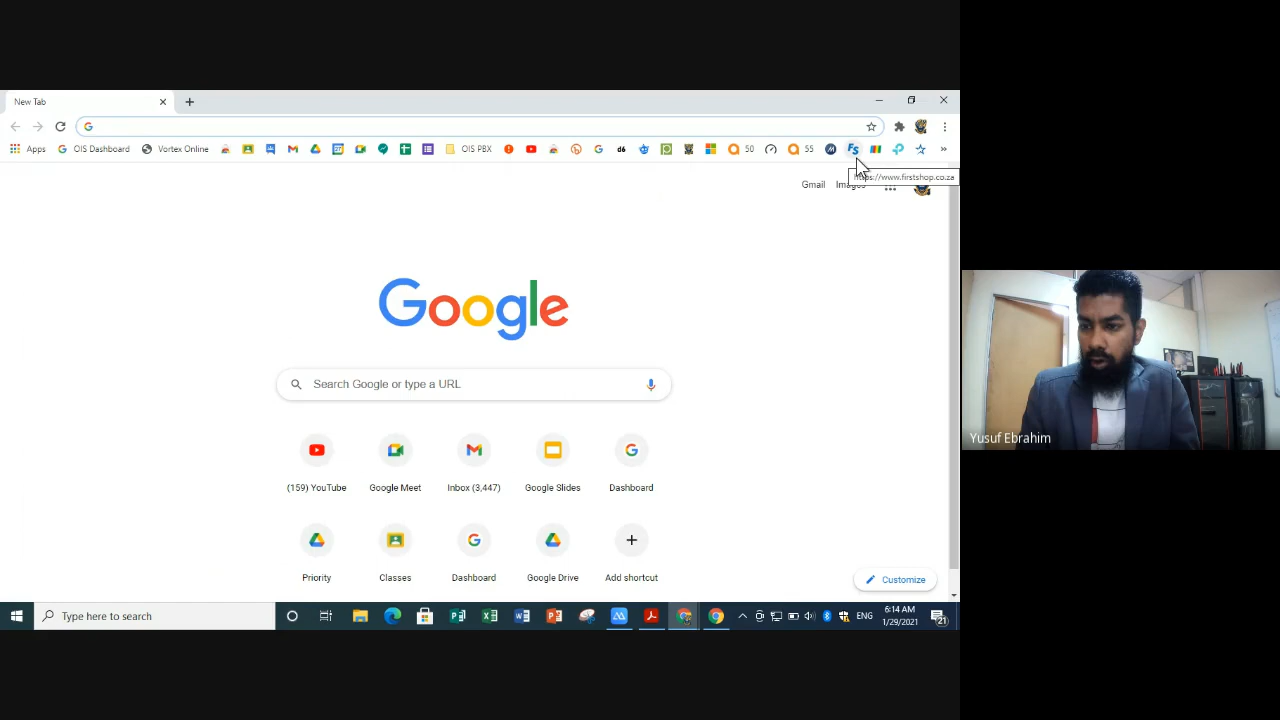 New Tab
Apps OIS Dashboard Vortex Online OIS PBX d6 50 55 FS »
https://www.firstshop.co.za
Gmail Images
Google
Search Google or type a URL
(159) YouTube Google Meet Inbox (3,447) Google Slides Dashboard
Priority Classes Dashboard Google Drive Add shortcut
Customize
Yusuf Ebrahim
Type here to search
ENG
6:14 AM
1/29/2021
21